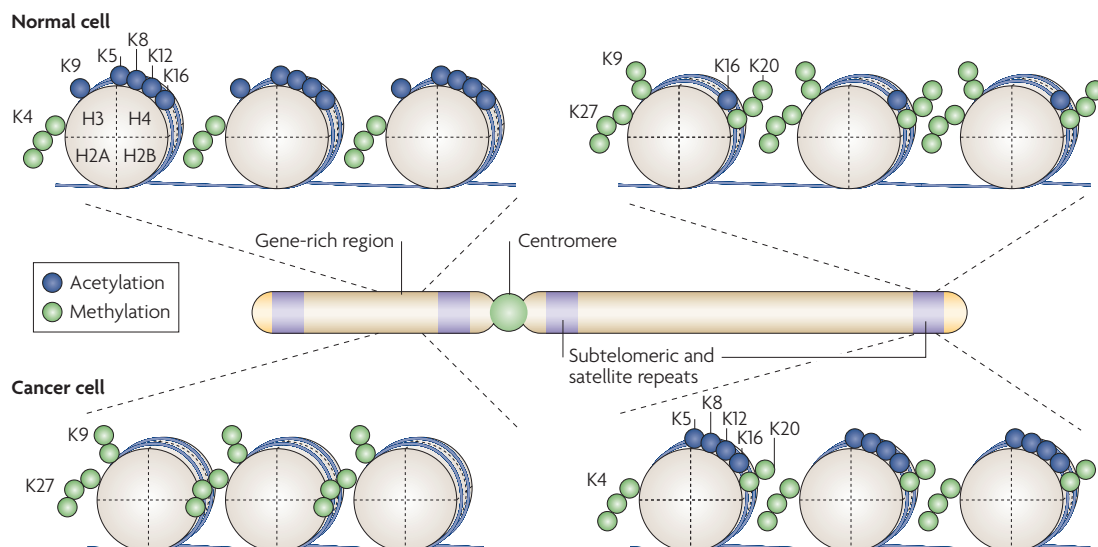 Normal cell
K8
K5
K12
K9
K16
K4
H3
H4
H2A
H2B
K9
K16
K20
K27
Gene-rich region
Centromere
Acetylation
Methylation
Subtelomeric and
satellite repeats
Cancer cell
K9
K27
K8
K5
K12
K16
K20
K4